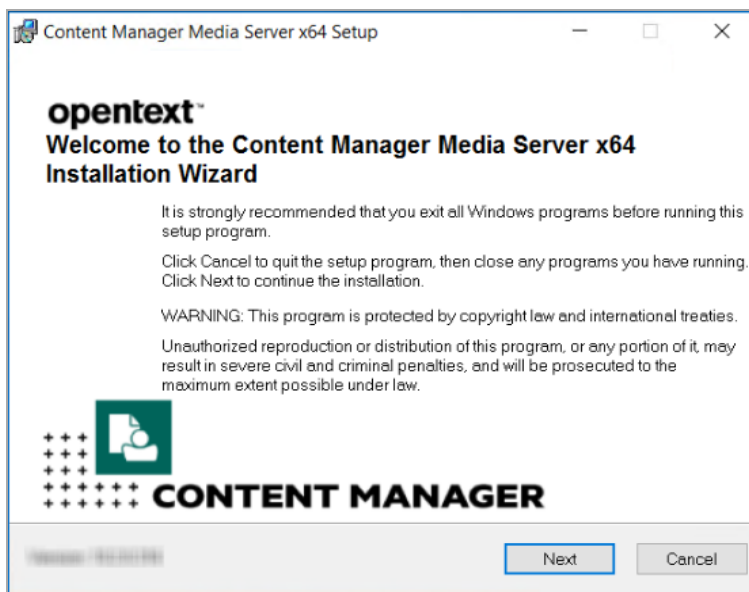 Content Manager Media Server x64 Setup
opentext™
Welcome to the Content Manager Media Server x64
Installation Wizard
It is strongly recommended that you exit all Windows programs before running this
setup program.
Click Cancel to quit the setup program, then close any programs you have running.
Click Next to continue the installation.
WARNING: This program is protected by copyright law and international treaties.
Unauthorized reproduction or distribution of this program, or any portion of it, may
result in severe civil and criminal penalties, and will be prosecuted to the
maximum extent possible under law.
CONTENT MANAGER
Next
Cancel